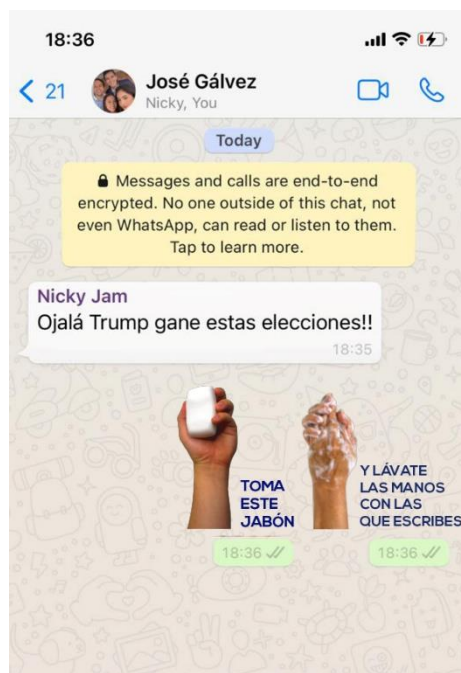 18:36
21
José Gálvez
Nicky, You
Today
Messages and calls are end-to-end
encrypted. No one outside of this chat, not
even WhatsApp, can read or listen to them.
Tap to learn more.
Nicky Jam
Ojalá Trump gane estas elecciones!!
18:35
TOMA
ESTE
JABÓN
18:36
Y LÁVATE
LAS MANOS
CON LAS
QUE ESCRIBES
18:36